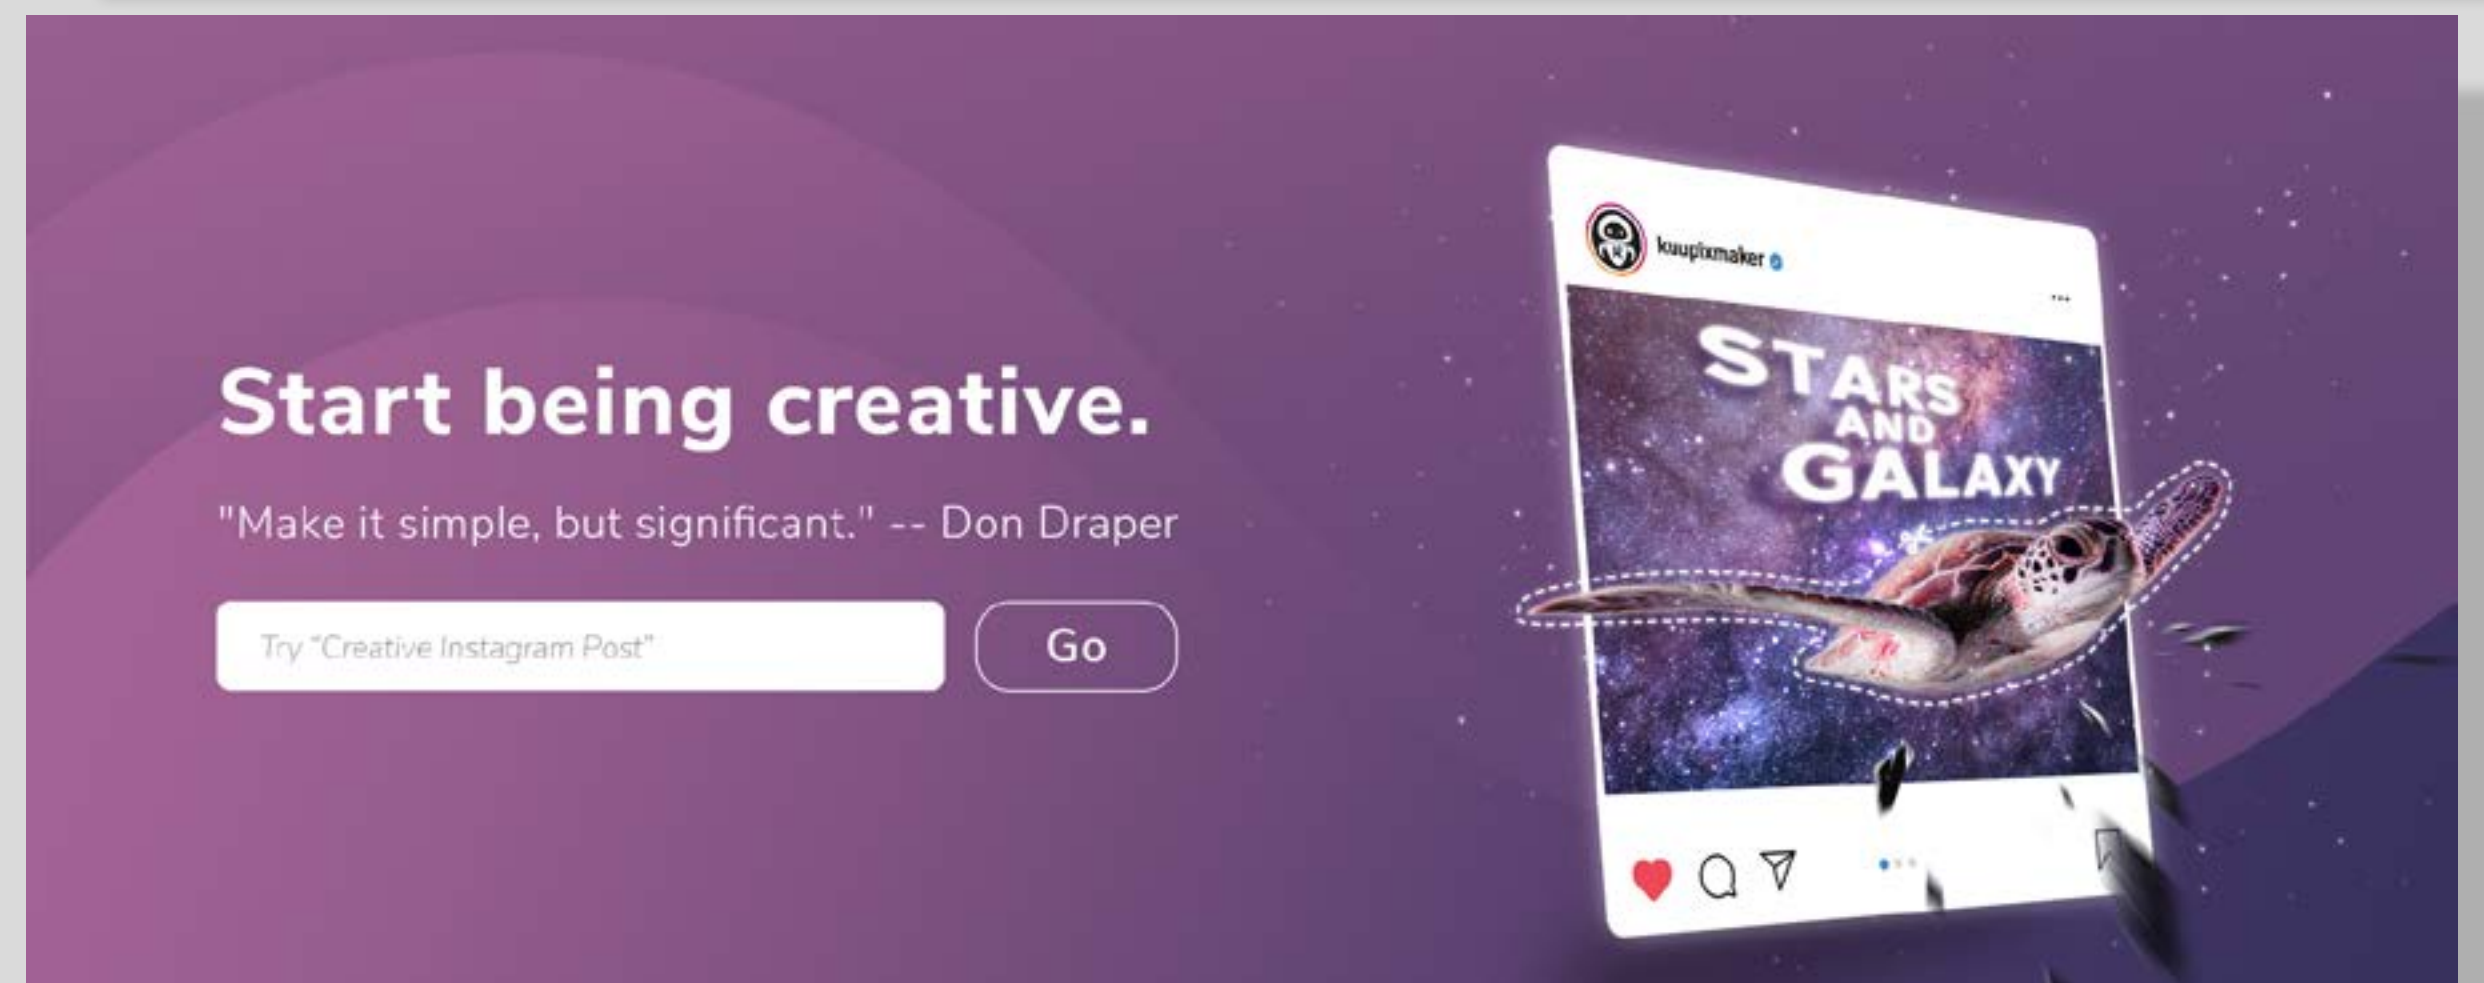 Start being creative.
"Make it simple, but significant." -- Don Draper
Try “Creative Instagram Post”
Go
kuupixmaker
STARS
AND
GALAXY